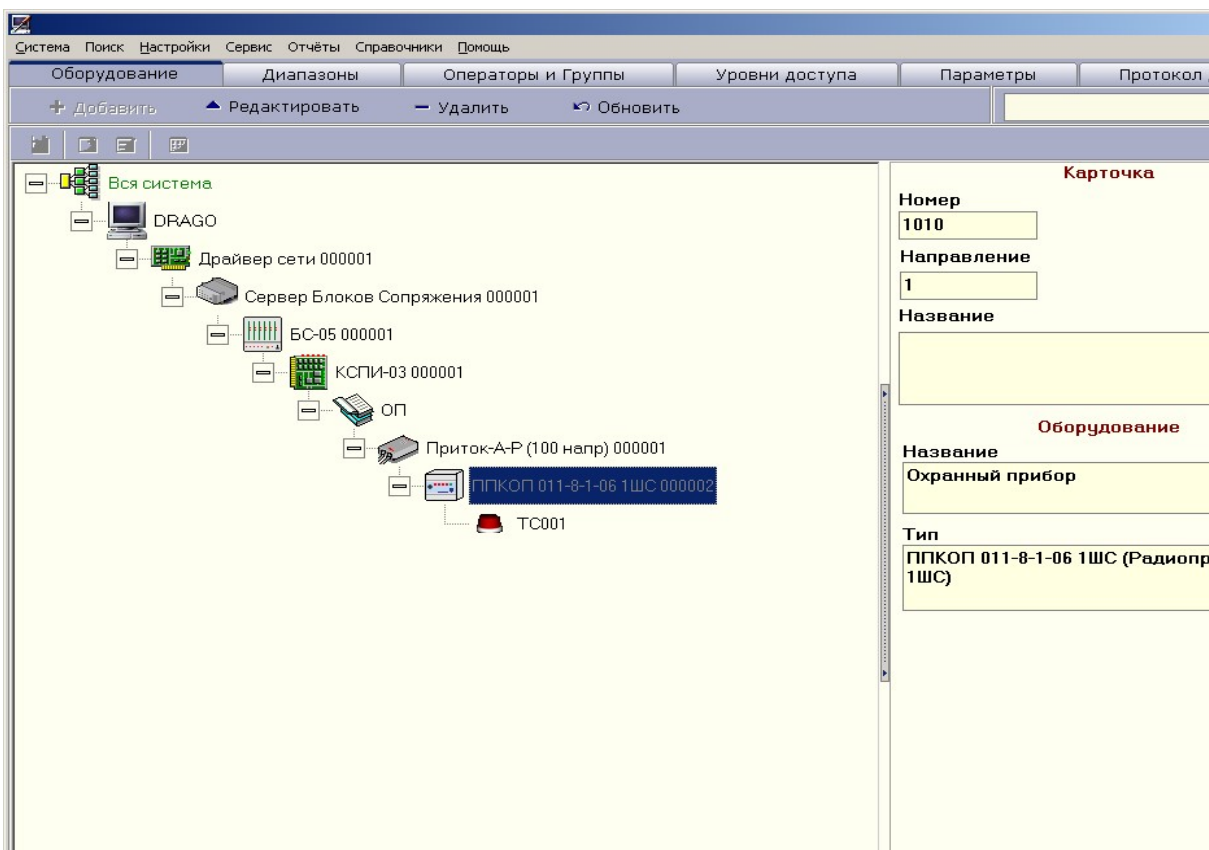 Система Поиск Настройки Сервис Отчёты Справочники Помощь
Оборудование Диапазоны Операторы и Группы Уровни доступа Параметры Протокол
Добавить Редактировать Удалить Обновить
Вся система
DRAGO
Драйвер сети 000001
Сервер Блоков Сопряжения 000001
БС-05 000001
КСПИ-03 000001
ОП
Приток-А-Р (100 напр) 000001
ППКОП 011-8-1-06 1ШС 000002
ТС001
Карточка
Номер
1010
Направление
1
Название
Оборудование
Название
Охранный прибор
Тип
ППКОП 011-8-1-06 1ШС (Радиопр
1ШС)